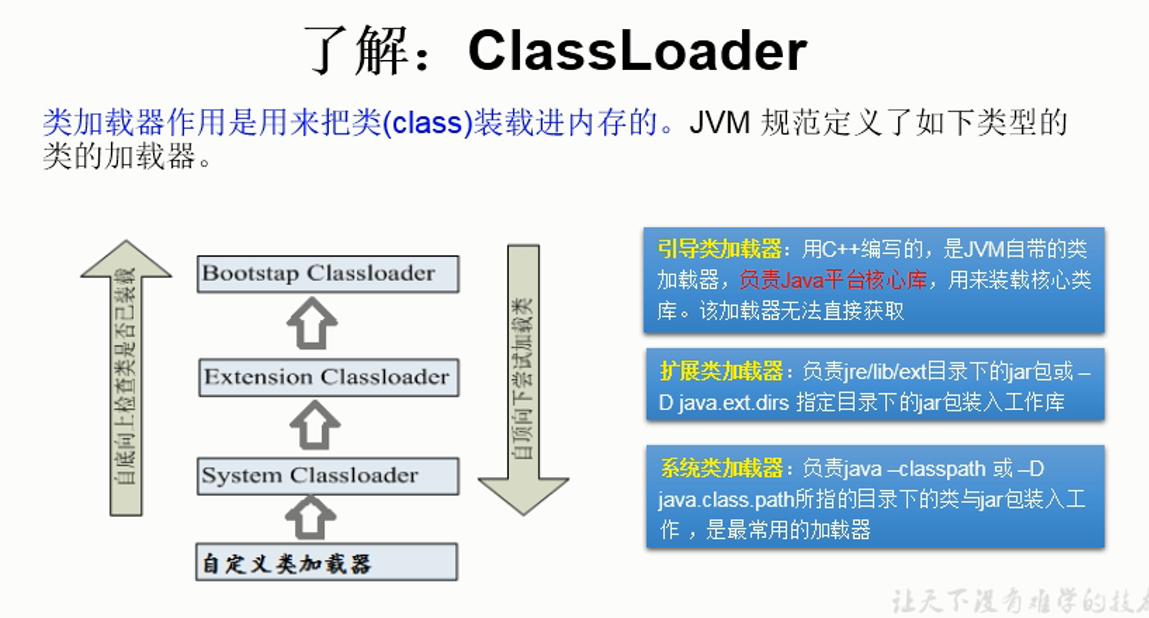 了解：ClassLoader
类加载器作用是用来把类(class)装载进内存的。JVM 规范定义了如下类型的
类的加载器。
自底向上检查类是否已装载
Bootstap Classloader
Extension Classloader
System Classloader
自定义类加载器
自顶向下尝试加载类
引导类加载器：用C++编写的，是JVM自带的类
加载器，负责Java平台核心库，用来装载核心类
库。该加载器无法直接获取
扩展类加载器：负责jre/lib/ext目录下的jar包或 –
D java.ext.dirs 指定目录下的jar包装入工作库
系统类加载器：负责java –classpath 或 –D
java.class.path所指的目录下的类与jar包装入工
作 ，是最常用的加载器
让天下没有难学的技